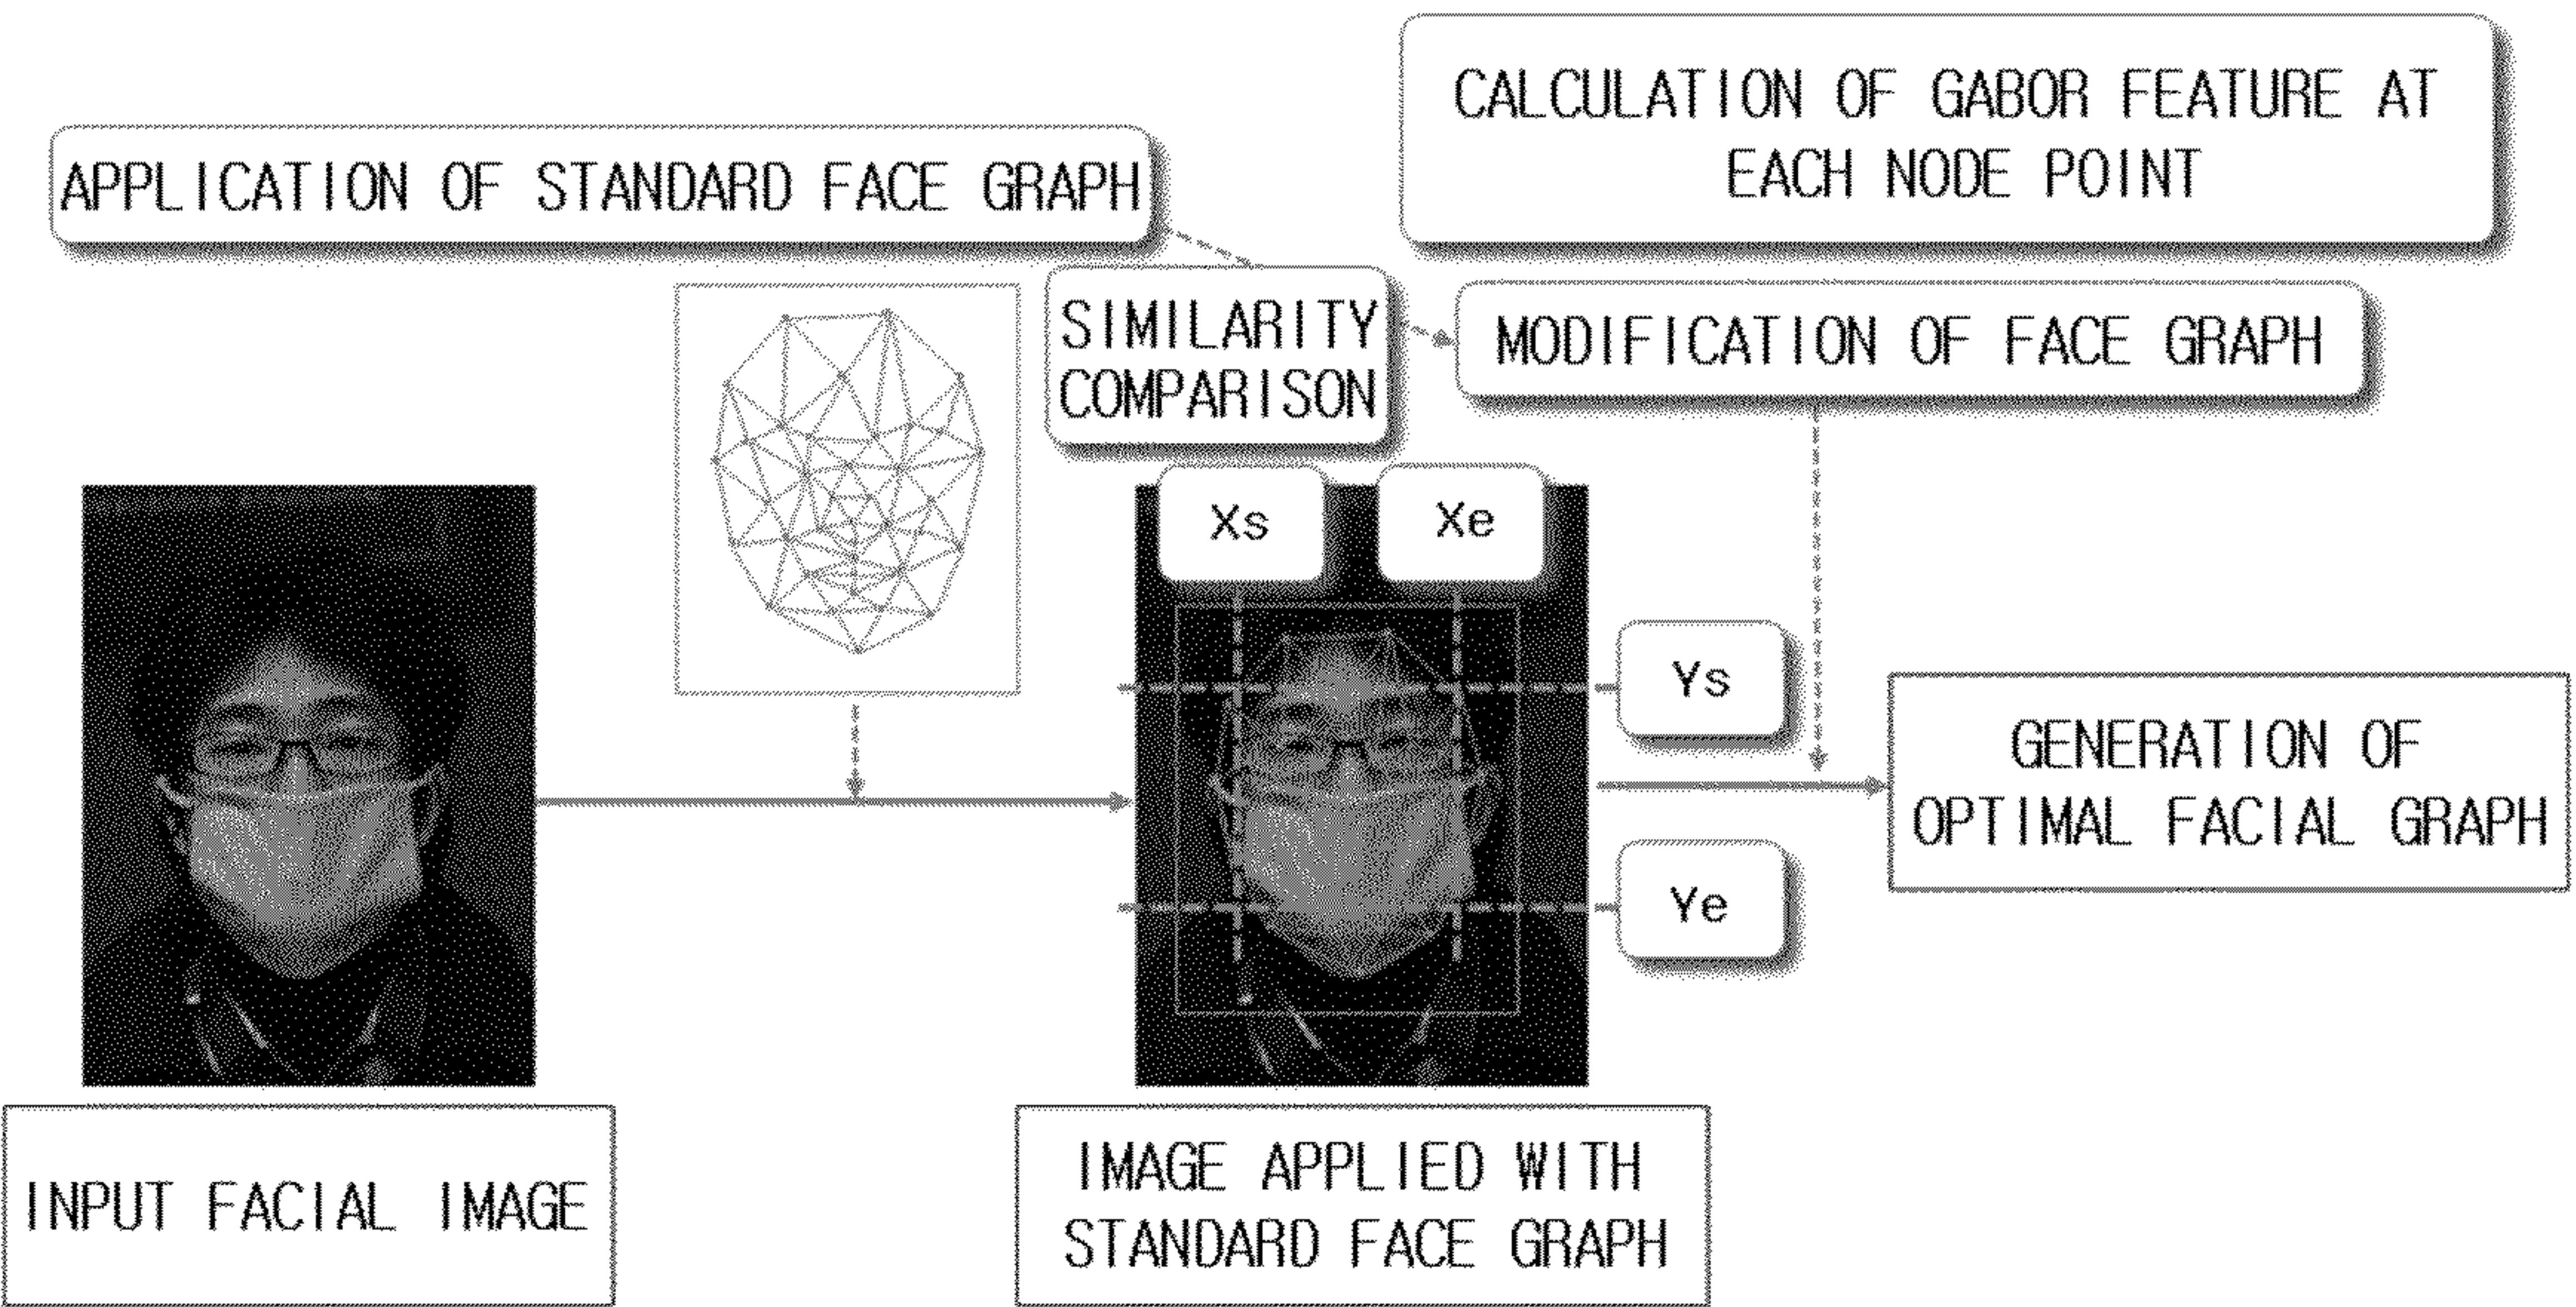 CALCULATION OF GABOR FEATURE AT
EACH NODE POINT
APPLICATION OF STANDARD FACE GRAPH
SIMILARITY
COMPARISON
MODIFICATION OF FACE GRAPH
Xs
Xe
Ys
Ye
GENERATION OF
OPTIMAL FACIAL GRAPH
INPUT FACIAL IMAGE
IMAGE APPLIED WITH
STANDARD FACE GRAPH